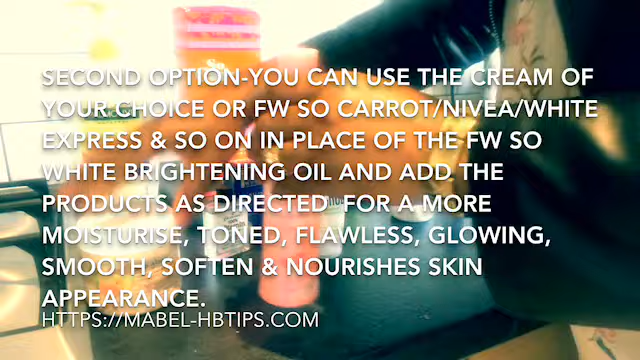 SECOND OPTION-YOU CAN USE THE CREAM OF
YOUR CHOICE OR FW SO CARROT/NIVEA/WHITE
EXPRESS & SO ON IN PLACE OF THE FW SO
WHITE BRIGHTENING OIL AND ADD THE
PRODUCTS AS DIRECTED FOR A MORE
MOISTURISE, TONED, FLAWLESS, GLOWING,
SMOOTH, SOFTEN & NOURISHES SKIN
APPEARANCE.
HTTPS://MABEL-HBTIPS.COM